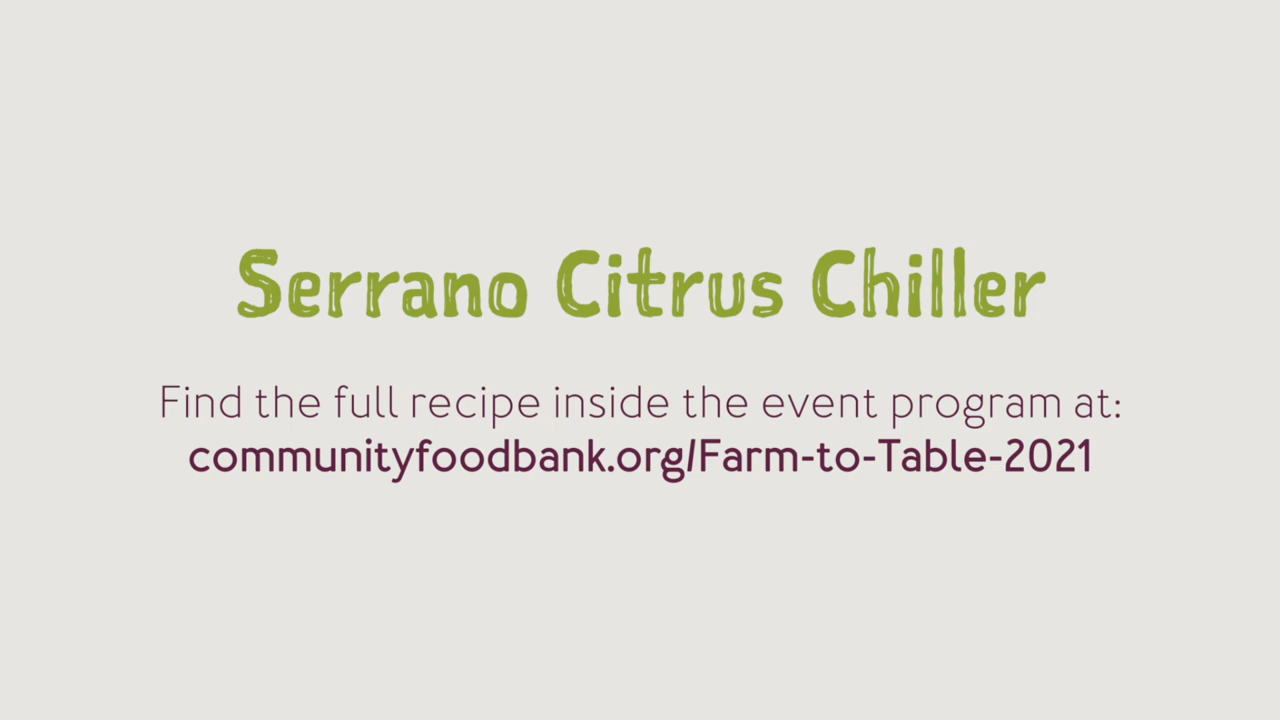 Serrano Citrus Chiller
Find the full recipe inside the event program at:
communityfoodbank.org/Farm-to-Table-2021